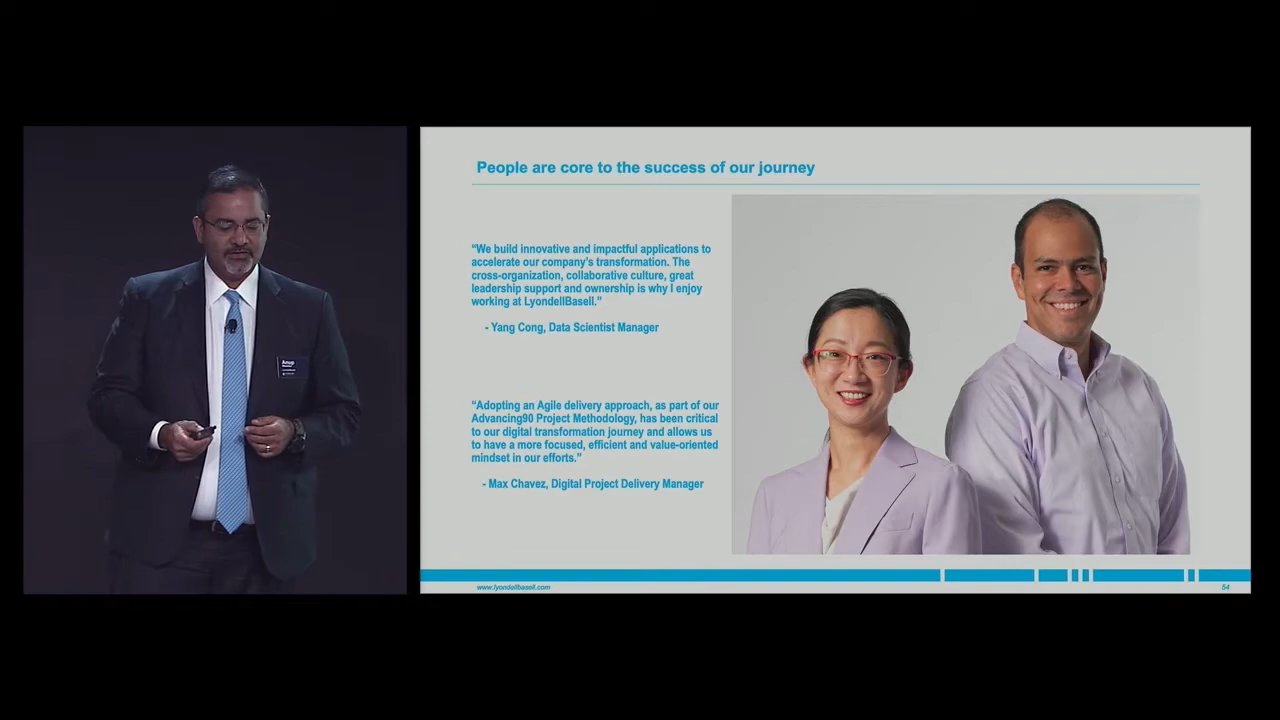 People are core to the success of our journey
“We build innovative and impactful applications to
accelerate our company’s transformation. The
cross-organization, collaborative culture, great
leadership support and ownership is why I enjoy
working at LyondellBasell.”
- Yang Cong, Data Scientist Manager
“Adopting an Agile delivery approach, as part of our
Advancing90 Project Methodology, has been critical
to our digital transformation journey and allows us
to have a more focused, efficient and value-oriented
mindset in our efforts.”
- Max Chavez, Digital Project Delivery Manager
www.lyondellbasell.com
54
Anup